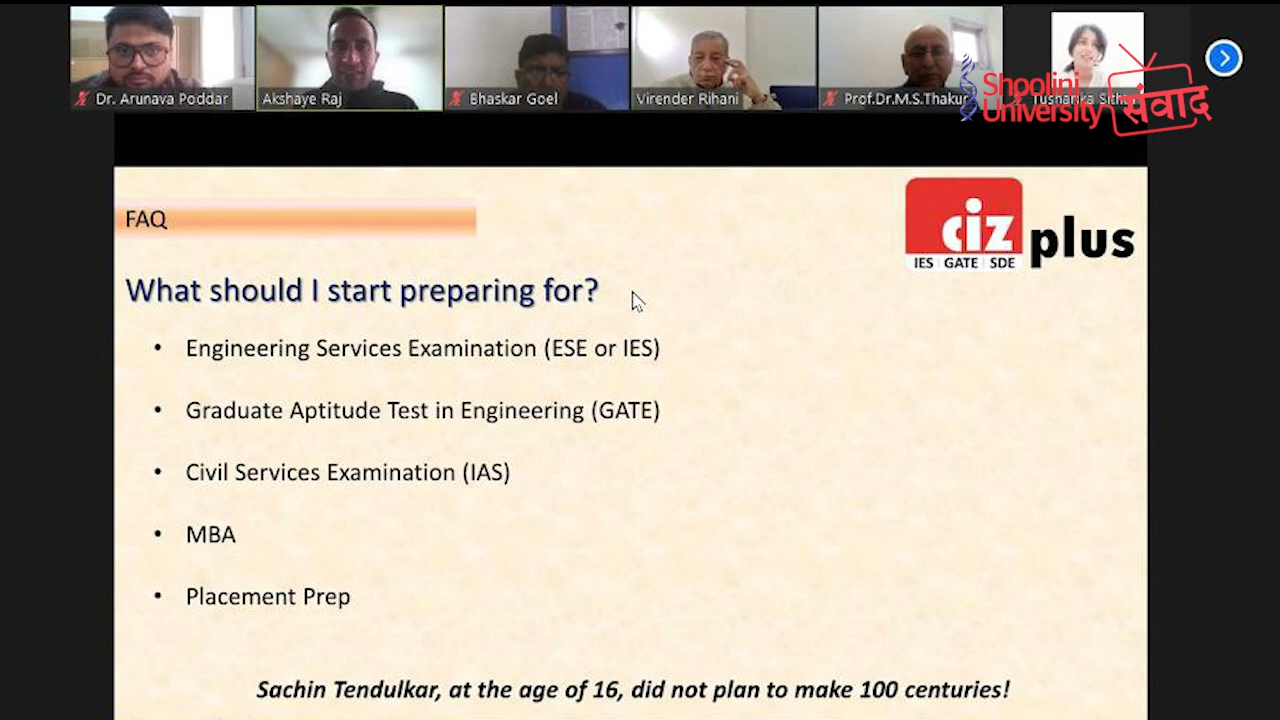 Dr. Arunava Poddar
Akshaye Raj
Bhaskar Goel
Virender Rihani
Prof.Dr.M.S.Thakur
Tusharika
Shoolini
University
संवाद
FAQ
ciz plus
IES GATE SDE
What should I start preparing for?
• Engineering Services Examination (ESE or IES)
• Graduate Aptitude Test in Engineering (GATE)
• Civil Services Examination (IAS)
• MBA
• Placement Prep
Sachin Tendulkar, at the age of 16, did not plan to make 100 centuries!